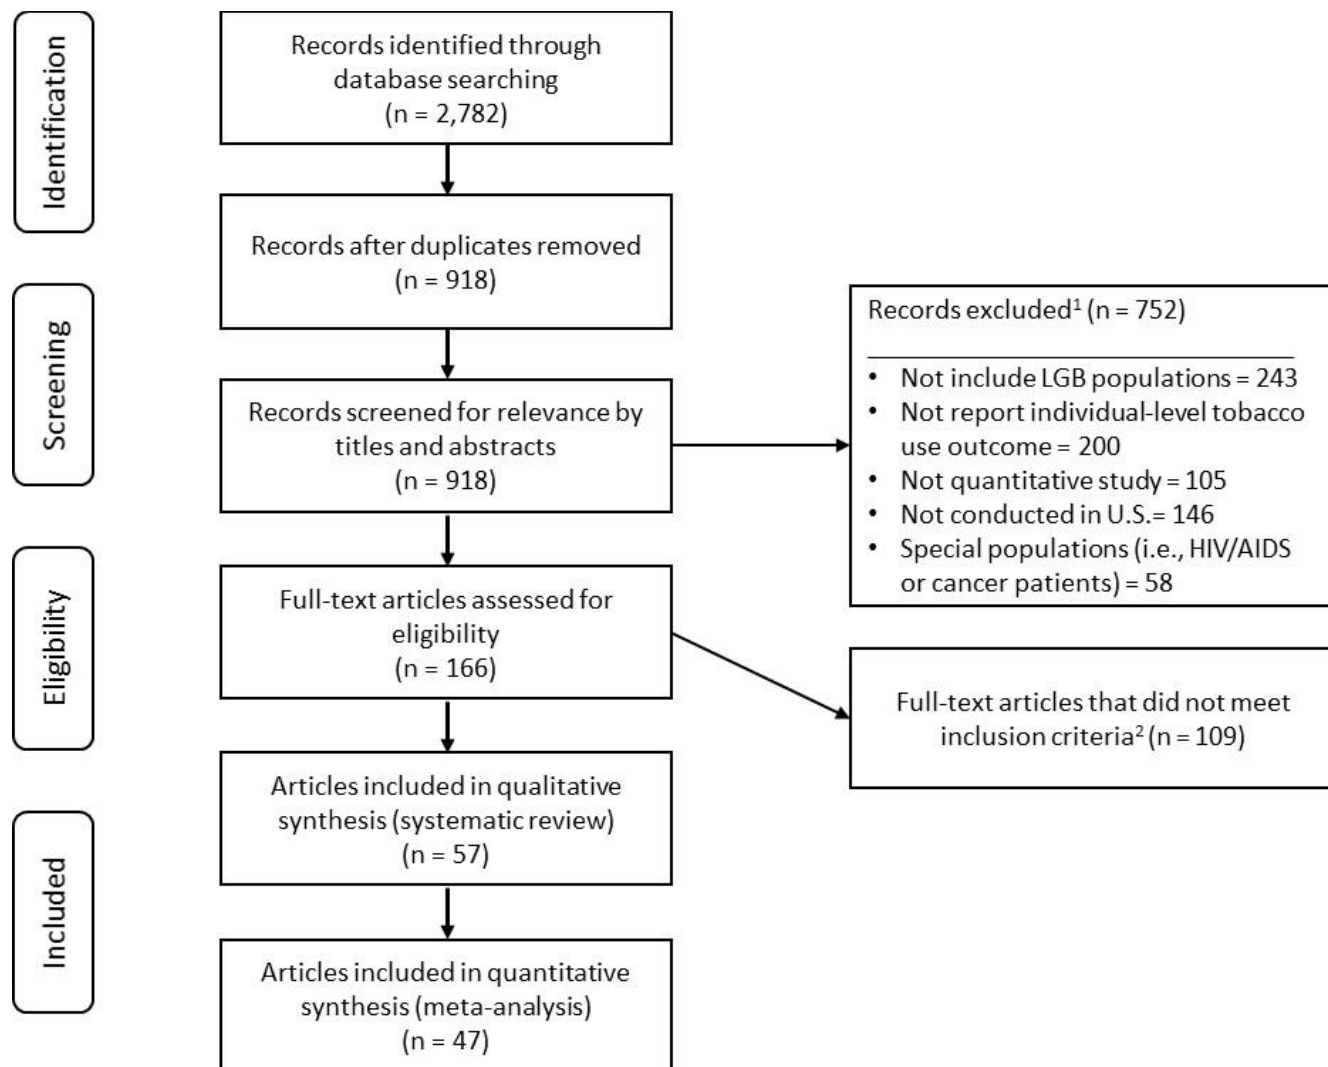 Identification
Records identified through
database searching
(n = 2,782)
Records after duplicates removed
(n = 918)
Screening
Records screened for relevance by
titles and abstracts
(n = 918)
Records excluded¹ (n = 752)
• Not include LGB populations = 243
• Not report individual-level tobacco
use outcome = 200
• Not quantitative study = 105
• Not conducted in U.S.= 146
• Special populations (i.e., HIV/AIDS
or cancer patients) = 58
Eligibility
Full-text articles assessed for
eligibility
(n = 166)
Full-text articles that did not meet
inclusion criteria² (n = 109)
Articles included in qualitative
synthesis (systematic review)
(n = 57)
Included
Articles included in quantitative
synthesis (meta-analysis)
(n = 47)